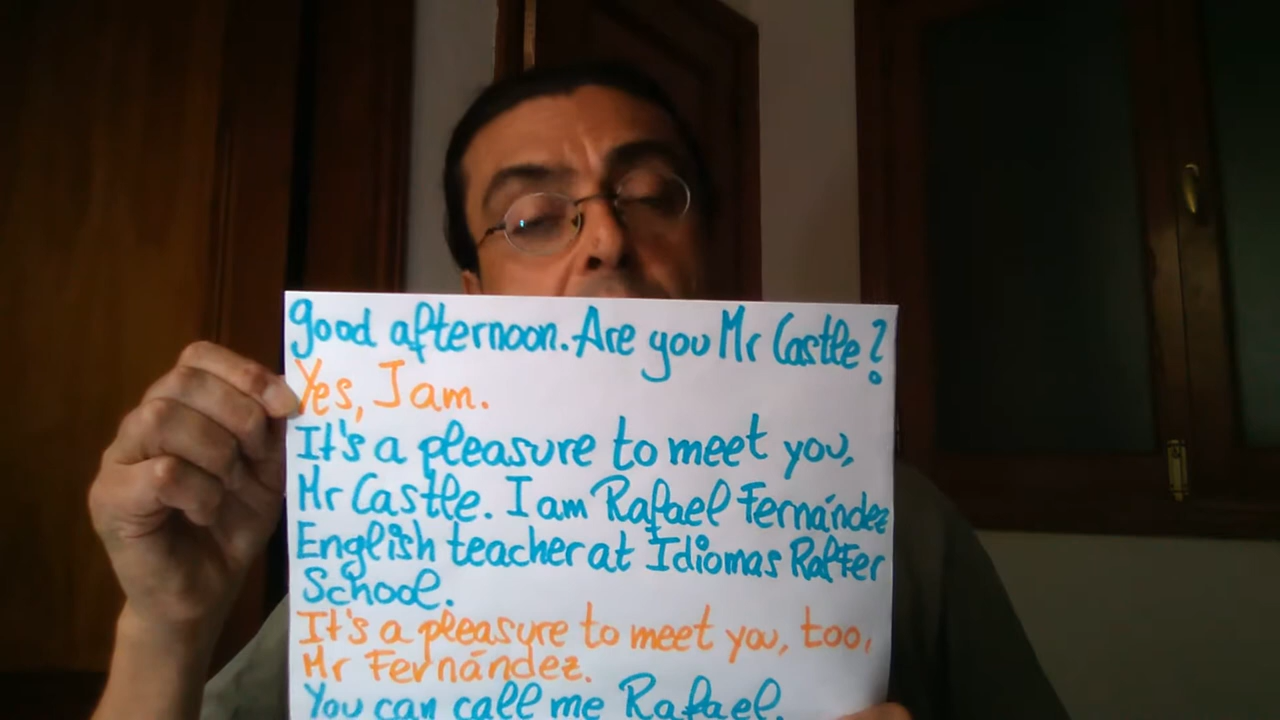 Good afternoon. Are you Mr Castle?
Yes, I am.
It's a pleasure to meet you,
Mr Castle. I am Rafael Fernández
English teacher at Idiomas RafFer
School.
It's a pleasure to meet you, too,
Mr Fernández.
You can call me Rafael.